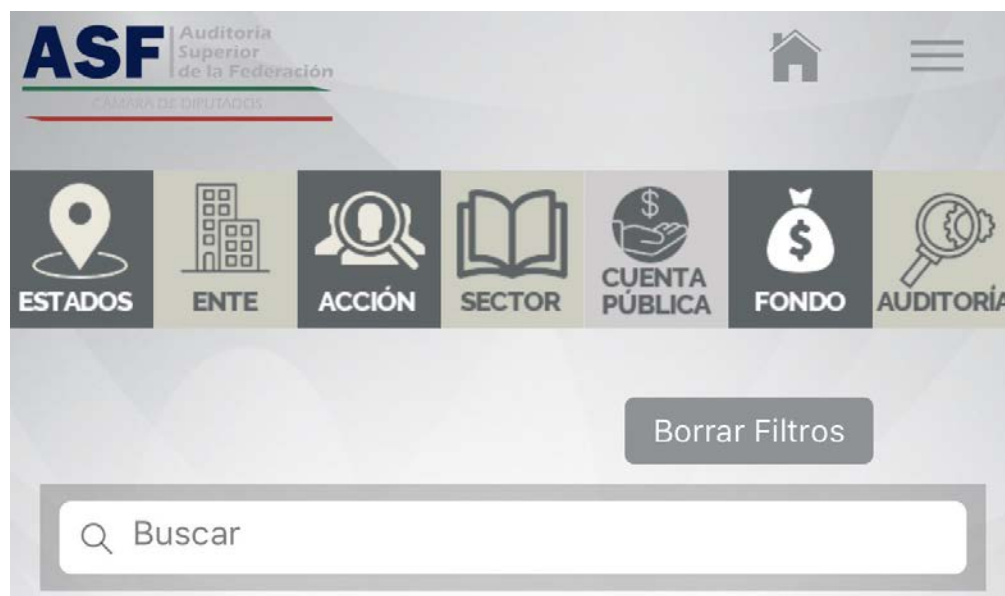 ASF
Auditoría
Superior
de la Federación
CÁMARA DE DIPUTADOS
ESTADOS
ENTE
ACCIÓN
SECTOR
CUENTA
PÚBLICA
FONDO
AUDITORÍA
Borrar Filtros
Buscar